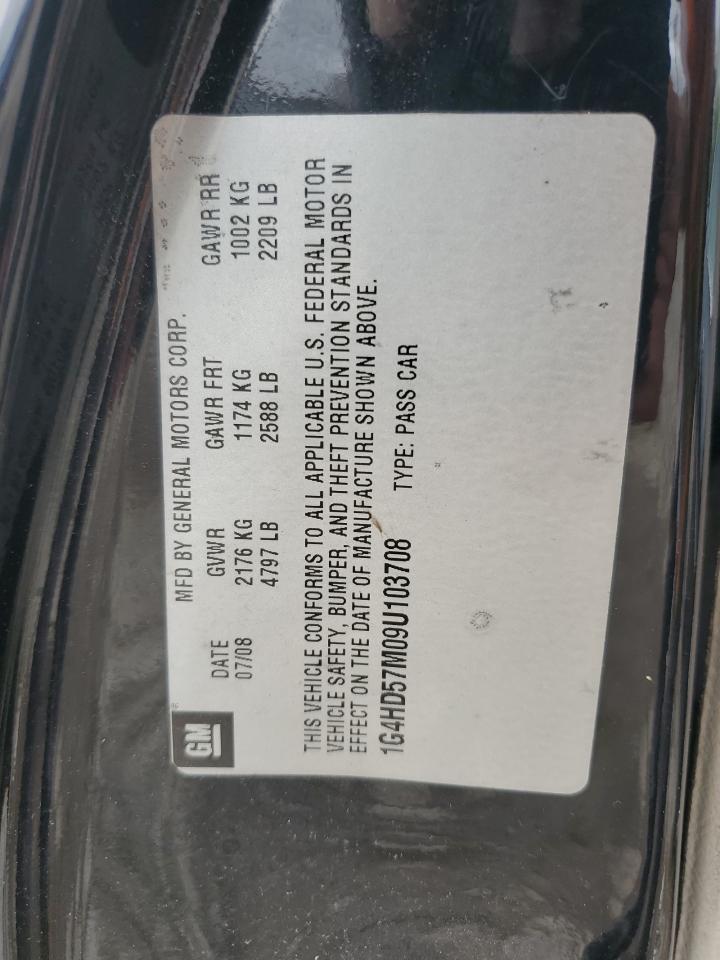 GM
MFD BY GENERAL MOTORS CORP.
DATE GVWR GAWR FRT GAWR RR
07/08 2176 KG 1174 KG 1002 KG
4797 LB 2588 LB 2209 LB
THIS VEHICLE CONFORMS TO ALL APPLICABLE U.S. FEDERAL MOTOR
VEHICLE SAFETY, BUMPER, AND THEFT PREVENTION STANDARDS IN
EFFECT ON THE DATE OF MANUFACTURE SHOWN ABOVE.
1G4HD57M09U103708 TYPE: PASS CAR